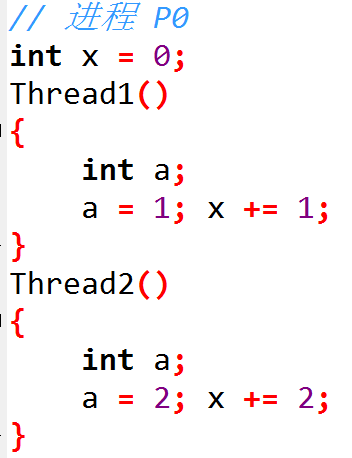 // 进程 P0
int x = 0;
Thread1()
{
int a;
a = 1; x += 1;
}
Thread2()
{
int a;
a = 2; x += 2;
}